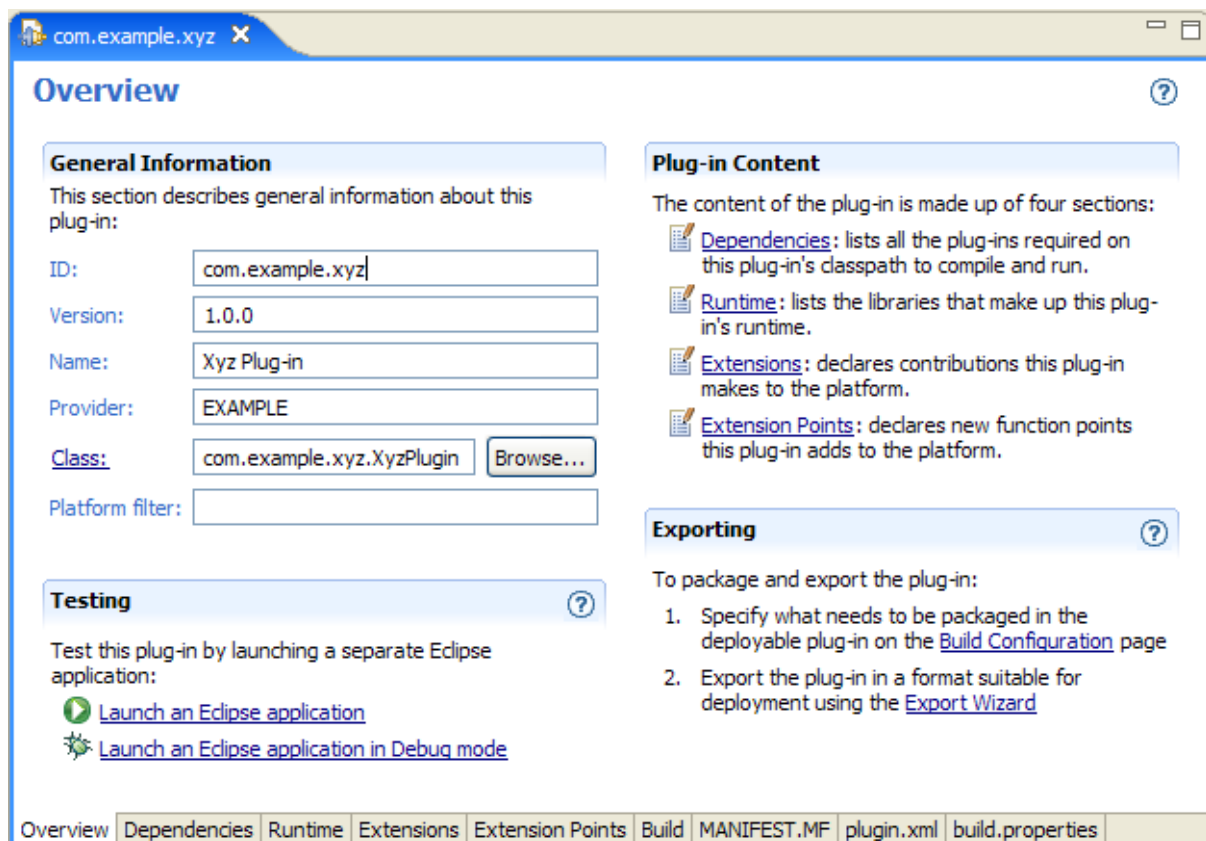 com.example.xyz
Overview
General Information
This section describes general information about this
plug-in:
ID:
com.example.xyz
Version:
1.0.0
Name:
Xyz Plug-in
Provider:
EXAMPLE
Class:
com.example.xyz.XyzPlugin
Browse...
Platform filter:
Testing
?
Test this plug-in by launching a separate Eclipse
application:
Launch an Eclipse application
Launch an Eclipse application in Debug mode
?
Plug-in Content
The content of the plug-in is made up of four sections:
Dependencies: lists all the plug-ins required on
this plug-in's classpath to compile and run.
Runtime: lists the libraries that make up this plug-
in's runtime.
Extensions: declares contributions this plug-in
makes to the platform.
Extension Points: declares new function points
this plug-in adds to the platform.
Exporting
?
To package and export the plug-in:
1. Specify what needs to be packaged in the
deployable plug-in on the Build Configuration page
2. Export the plug-in in a format suitable for
deployment using the Export Wizard
Overview Dependencies Runtime Extensions Extension Points Build MANIFEST.MF plugin.xml build.properties